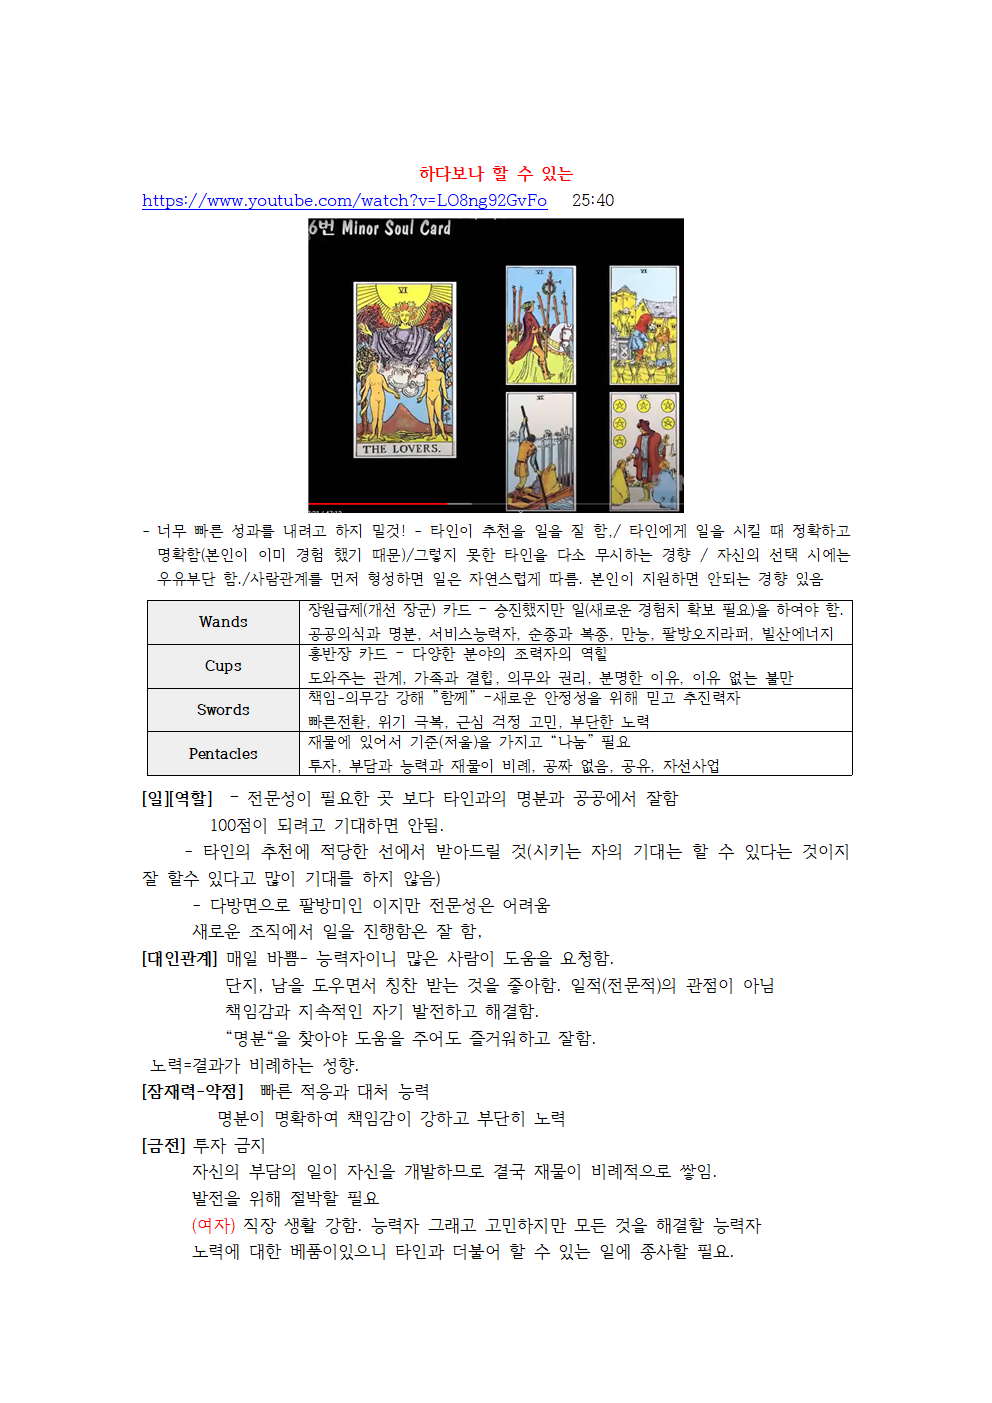 하다보나 할 수 있는
https://www.youtube.com/watch?v=LO8ng92GvFo 25:40
6번 Minor Soul Card
VI
VI
VI
THE LOVERS.
VI
VI
- 너무 빠른 성과를 내려고 하지 밀것! - 타인이 추천을 일을 질 함,/ 타인에게 일을 시킬 때 정확하고
명확함(본인이 이미 경험 했기 때문)/그렇지 못한 타인을 다소 무시하는 경향 / 자신의 선택 시에는
우유부단 함./사람관계를 먼저 형성하면 일은 자연스럽게 따름. 본인이 지원하면 안되는 경향 있음
Wands
장원급제(개선 장군) 카드 - 승진했지만 일(새로운 경험치 확보 필요)을 하여야 함.
공공의식과 명분, 서비스능력자, 순종과 복종, 만능, 팔방오지라퍼, 빌산에너지
Cups
홍반장 카드 - 다양한 분야의 조력자의 역할
도와주는 관계, 가족과 결힙, 의무와 권리, 분명한 이유, 이유 없는 불만
Swords
책임-의무감 강해 "함께" -새로운 안정성을 위해 믿고 추진력자
빠른전환, 위기 극복, 근심 걱정 고민, 부단한 노력
Pentacles
재물에 있어서 기준(저울)을 가지고 “나눔” 필요
투자, 부담과 능력과 재물이 비례, 공짜 없음, 공유, 자선사업
[일][역할] - 전문성이 필요한 곳 보다 타인과의 명분과 공공에서 잘함
100점이 되려고 기대하면 안됨.
- 타인의 추천에 적당한 선에서 받아드릴 것(시키는 자의 기대는 할 수 있다는 것이지
잘 할수 있다고 많이 기대를 하지 않음)
- 다방면으로 팔방미인 이지만 전문성은 어려움
새로운 조직에서 일을 진행함은 잘 함,
[대인관계] 매일 바쁨- 능력자이니 많은 사람이 도움을 요청함.
단지, 남을 도우면서 칭찬 받는 것을 좋아함. 일적(전문적)의 관점이 아님
책임감과 지속적인 자기 발전하고 해결함.
“명분“을 찾아야 도움을 주어도 즐거워하고 잘함.
노력=결과가 비례하는 성향.
[잠재력-약점] 빠른 적응과 대처 능력
명분이 명확하여 책임감이 강하고 부단히 노력
[금전] 투자 금지
자신의 부담의 일이 자신을 개발하므로 결국 재물이 비례적으로 쌓임.
발전을 위해 절박할 필요
(여자) 직장 생활 강함. 능력자 그래고 고민하지만 모든 것을 해결할 능력자
노력에 대한 베품이있으니 타인과 더불어 할 수 있는 일에 종사할 필요.